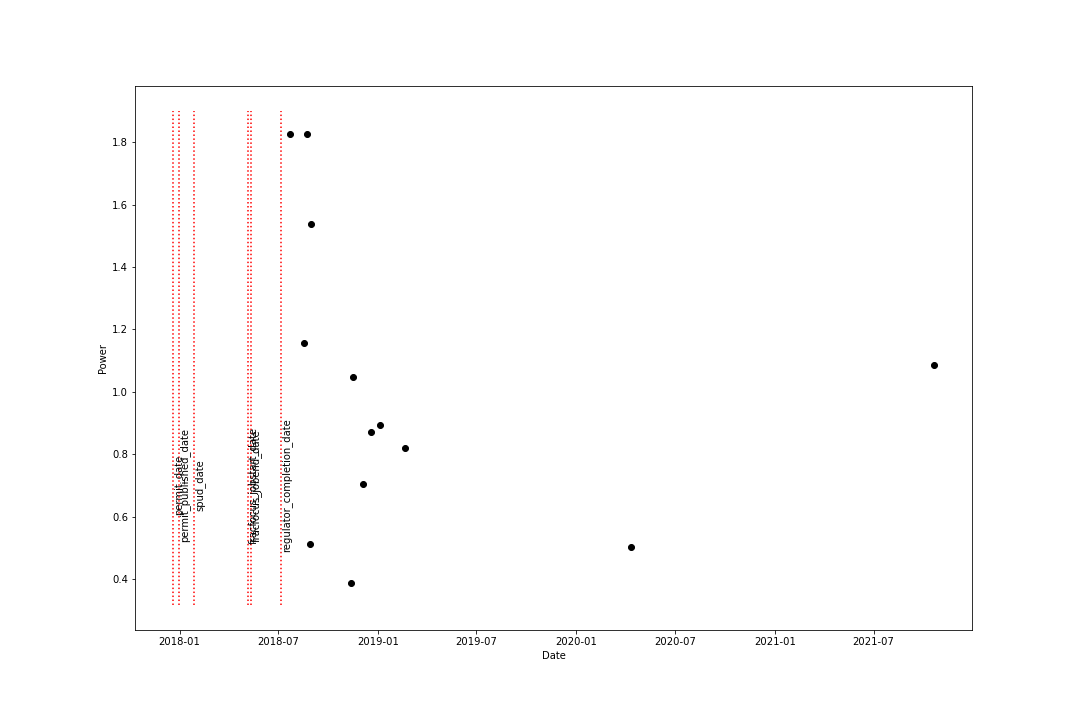 1.8
1.6
1.4
1.2
1.0
0.8
0.6
0.4
Power
permit_date
permit_published_date
spud_date
regulator_completion_date
2018-01
2018-07
2019-01
2019-07
2020-01
2020-07
2021-01
2021-07
Date